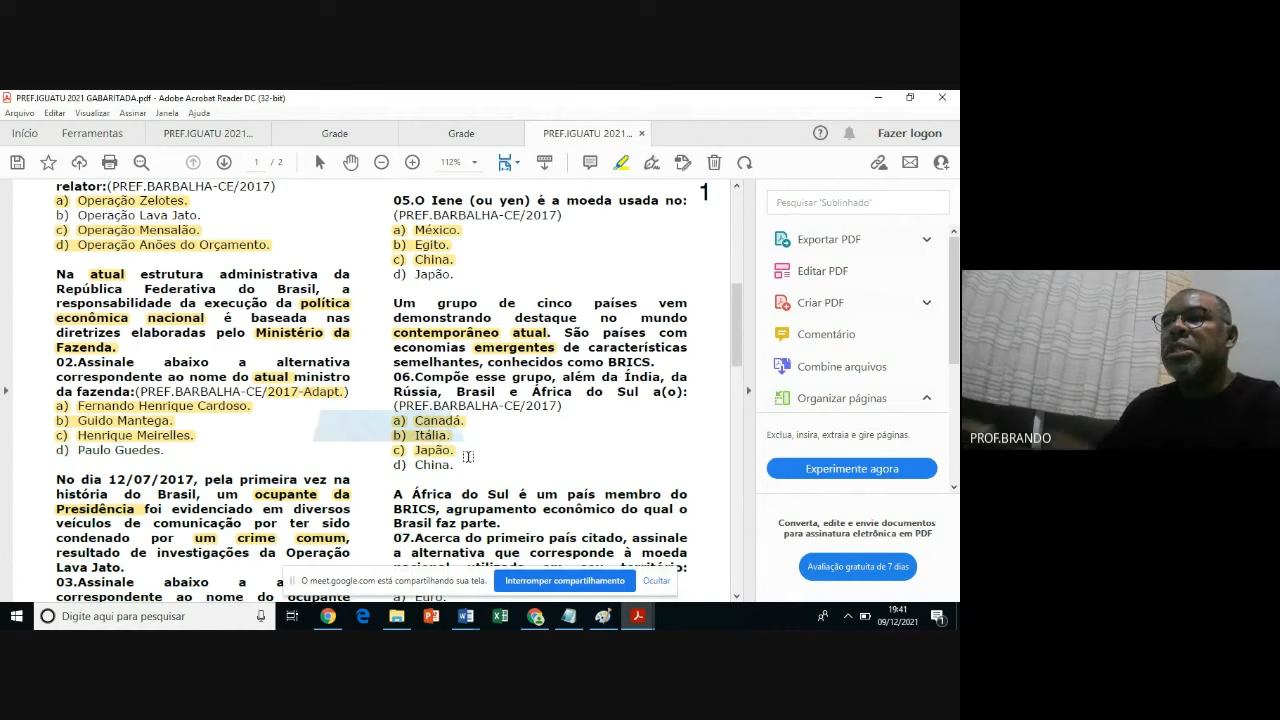 PREF.IGUATU 2021 GABARITADA.pdf - Adobe Acrobat Reader DC (32-bit)
Arquivo Editar Visualizar Assinar Janela Ajuda
Início Ferramentas PREF.IGUATU 2021... Grade Grade PREF.IGUATU 2021... Fazer logon
1 / 2 112%
relator:(PREF.BARBALHA-CE/2017)
a) Operação Zelotes.
b) Operação Lava Jato.
c) Operação Mensalão.
d) Operação Anões do Orçamento.
Na atual estrutura administrativa da
República Federativa do Brasil, a
responsabilidade da execução da política
econômica nacional é baseada nas
diretrizes elaboradas pelo Ministério da
Fazenda.
02.Assinale abaixo a alternativa
correspondente ao nome do atual ministro
da fazenda:(PREF.BARBALHA-CE/2017-Adapt.)
a) Fernando Henrique Cardoso.
b) Guido Mantega.
c) Henrique Meirelles.
d) Paulo Guedes.
No dia 12/07/2017, pela primeira vez na
história do Brasil, um ocupante da
Presidência foi evidenciado em diversos
veículos de comunicação por ter sido
condenado por um crime comum,
resultado de investigações da Operação
Lava Jato.
03.Assinale abaixo a
correspondente ao nome do ocupante
1
05.O Iene (ou yen) é a moeda usada no:
(PREF.BARBALHA-CE/2017)
a) México.
b) Egito.
c) China.
d) Japão.
Um grupo de cinco países vem
demonstrando destaque no mundo
contemporâneo atual. São países com
economias emergentes de características
semelhantes, conhecidos como BRICS.
06.Compõe esse grupo, além da Índia, da
Rússia, Brasil e África do Sul a(o):
(PREF.BARBALHA-CE/2017)
a) Canadá.
b) Itália.
c) Japão.
d) China.
A África do Sul é um país membro do
BRICS, agrupamento econômico do qual o
Brasil faz parte.
07.Acerca do primeiro país citado, assinale
a alternativa que corresponde à moeda
nacional utilizada em seu território:
a) Euro.
Pesquisar 'Sublinhado'
Exportar PDF
Editar PDF
Criar PDF
Comentário
Combine arquivos
Organizar páginas
Exclua, insira, extraia e gire páginas.
Experimente agora
Converta, edite e envie documentos
para assinatura eletrônica em PDF
Avaliação gratuita de 7 dias
O meet.google.com está compartilhando sua tela. Interromper compartilhamento Ocultar
Digite aqui para pesquisar
19:41
09/12/2021
1
PROF.BRANDO